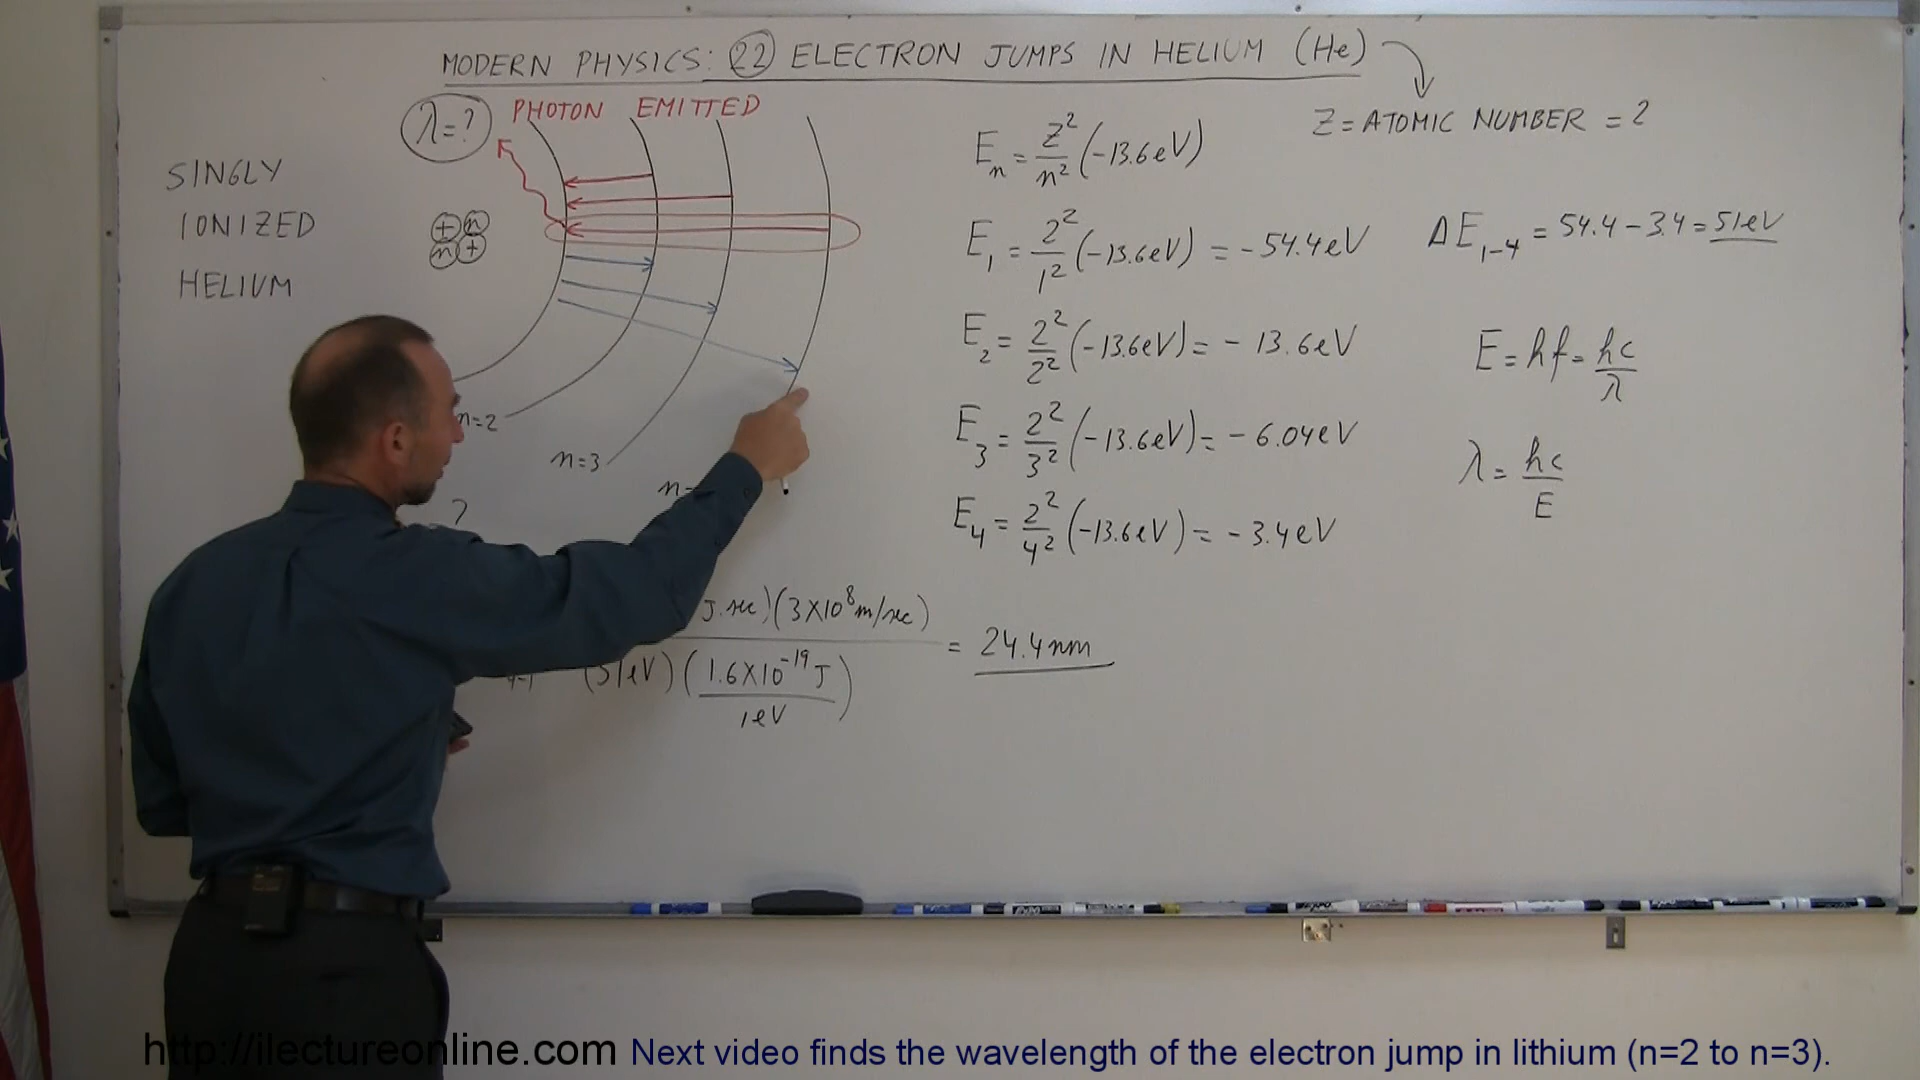 MODERN PHYSICS: 22 ELECTRON JUMPS IN HELIUM (He)
Z = ATOMIC NUMBER = 2
λ=? PHOTON EMITTED
SINGLY
IONIZED
HELIUM
+ n
n +
n=2
n=3
n=
?
Eₙ = Z²/n² (-13.6eV)
E₁ = 2²/1² (-13.6eV) = -54.4eV
E₂ = 2²/2² (-13.6eV) = -13.6eV
E₃ = 2²/3² (-13.6eV) = -6.04eV
E₄ = 2²/4² (-13.6eV) = -3.4eV
ΔE₁₋₄ = 54.4 - 3.4 = 51eV
E = hf = hc/λ
λ = hc/E
J.sec)(3X10⁸m/sec)
(51eV)(1.6X10⁻¹⁹J/1eV)
= 24.4nm
http://ilectureonline.com Next video finds the wavelength of the electron jump in lithium (n=2 to n=3).